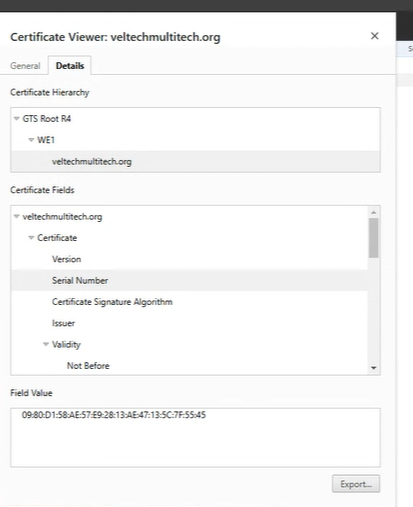 Certificate Viewer: veltechmultitech.org
General Details
Certificate Hierarchy
GTS Root R4
WE1
veltechmultitech.org
Certificate Fields
veltechmultitech.org
Certificate
Version
Serial Number
Certificate Signature Algorithm
Issuer
Validity
Not Before
Field Value
09:80:D1:58:AE:57:E9:28:13:AE:47:13:5C:7F:55:45
Export...